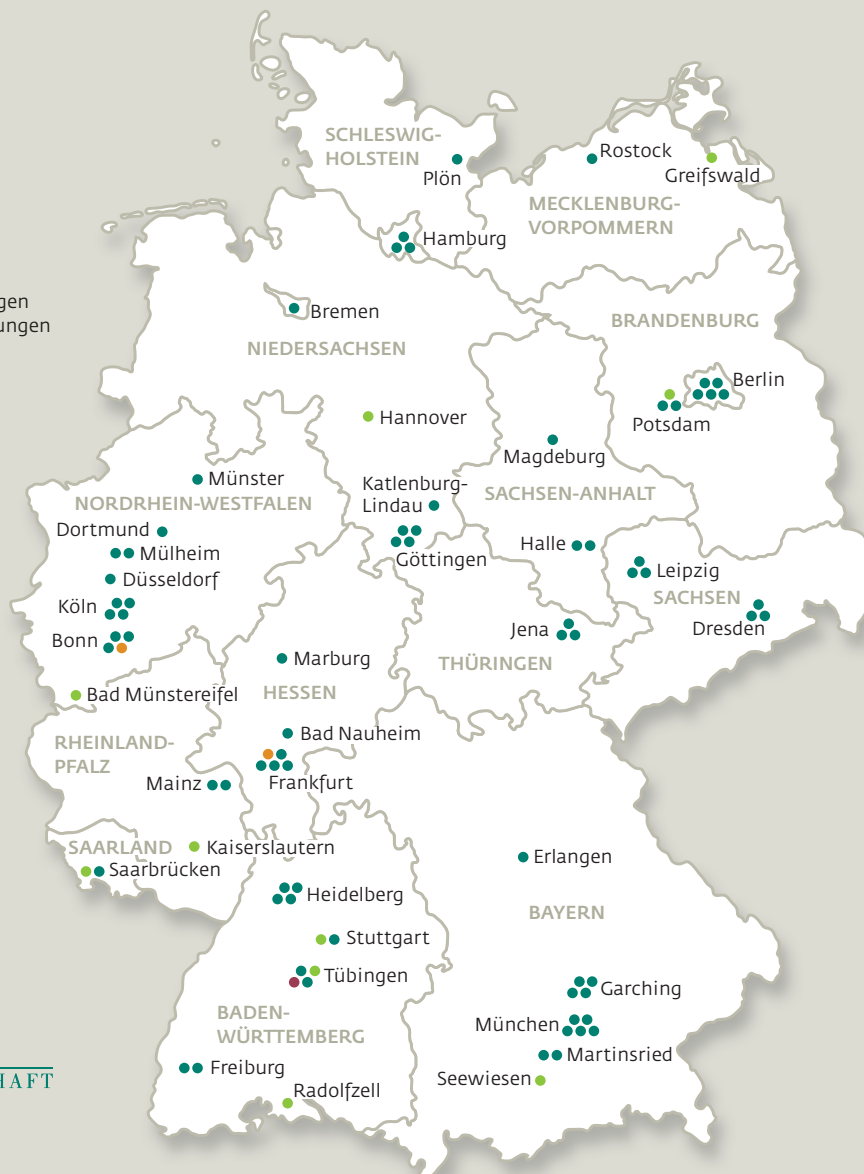 SCHLESWIG-
HOLSTEIN
Plön
Rostock
Greifswald
MECKLENBURG-
VORPOMMERN
Hamburg
gen
ungen
Bremen
NIEDERSACHSEN
BRANDENBURG
Berlin
Potsdam
Hannover
Magdeburg
Münster
NORDRHEIN-WESTFALEN
Katlenburg-
Lindau
SACHSEN-ANHALT
Dortmund
Mülheim
Göttingen
Halle
Düsseldorf
Leipzig
Köln
SACHSEN
Bonn
Jena
Dresden
Marburg
THÜRINGEN
Bad Münstereifel
HESSEN
RHEINLAND-
PFALZ
Bad Nauheim
Mainz
Frankfurt
SAARLAND
Kaiserslautern
Saarbrücken
Erlangen
Heidelberg
BAYERN
Stuttgart
Tübingen
Garching
BADEN-
WÜRTTEMBERG
München
Martinsried
Freiburg
Seewiesen
Radolfzell
HAFT